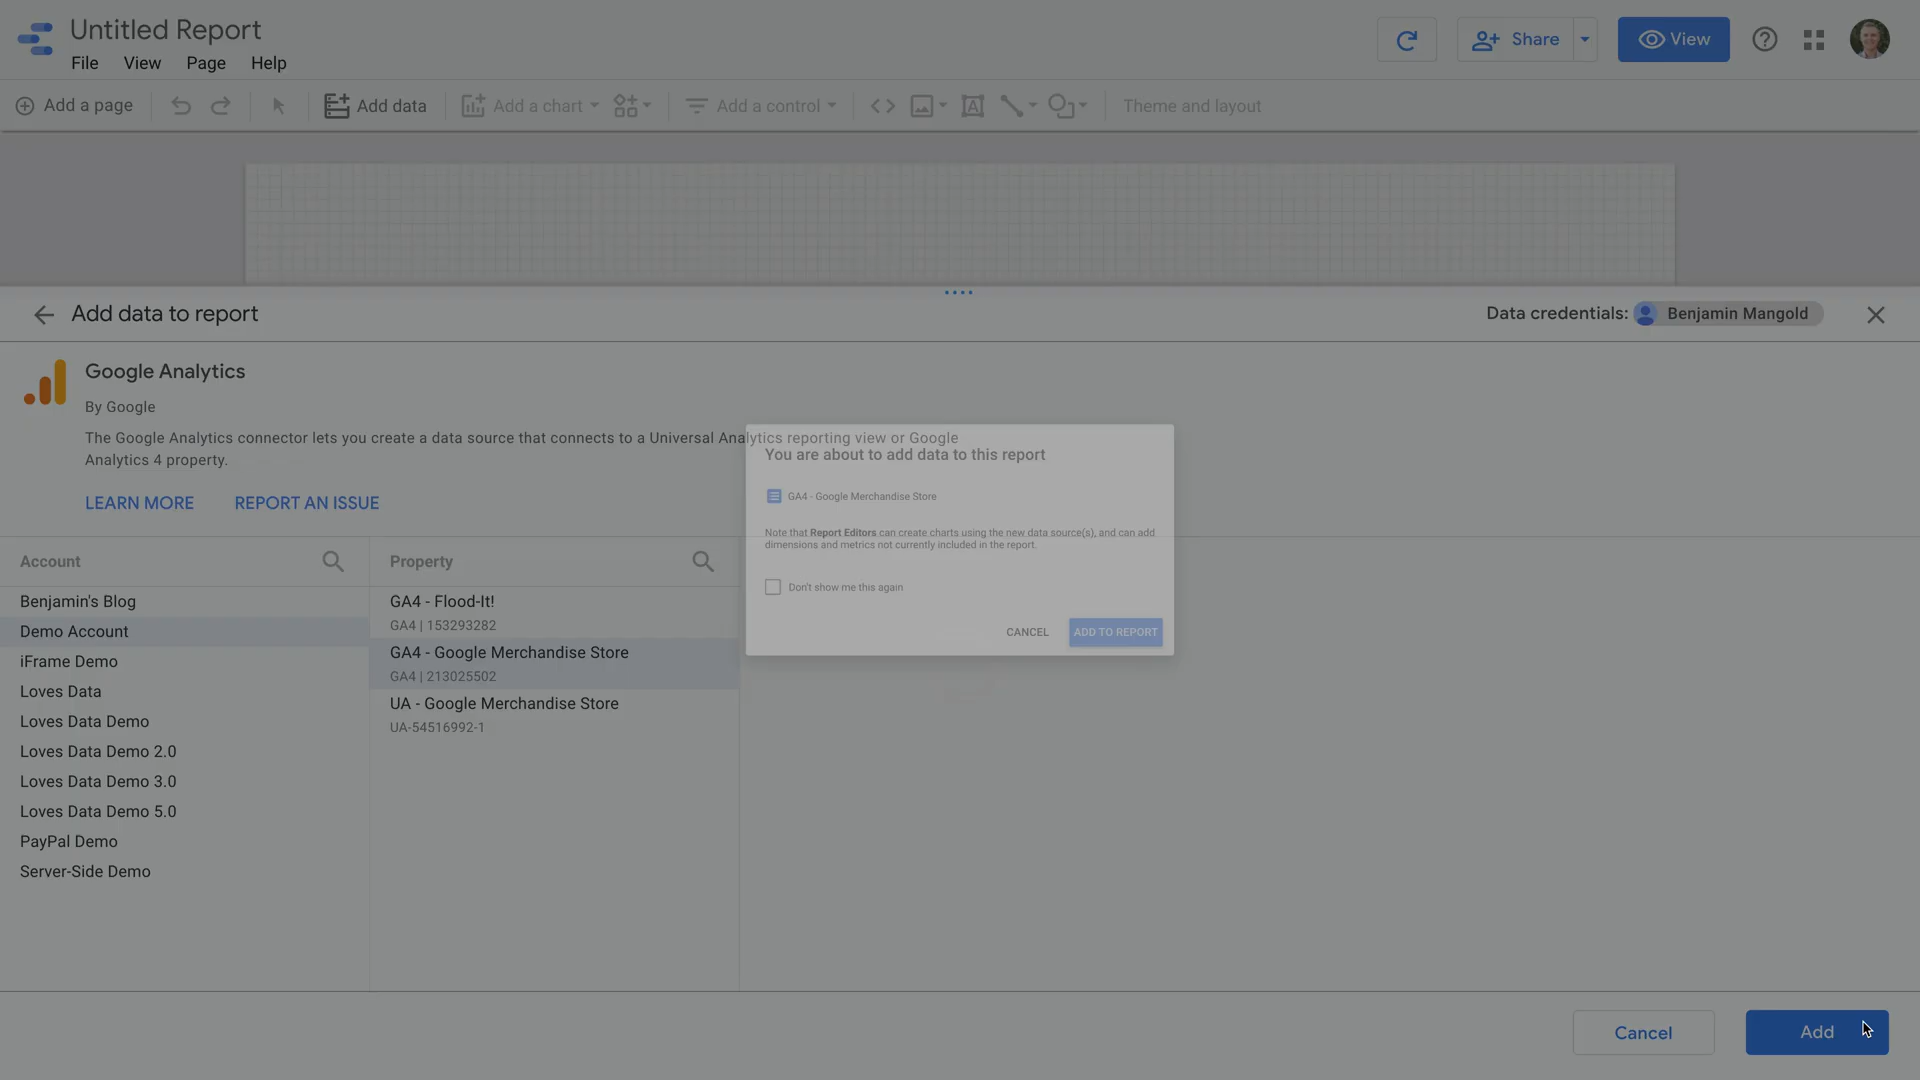 Untitled Report
File View Page Help
Share
View
Add a page
Add data
Add a chart
Add a control
Theme and layout
Add data to report
Data credentials: Benjamin Mangold
Google Analytics
By Google
The Google Analytics connector lets you create a data source that connects to a Universal Analytics reporting view or Google
Analytics 4 property.
LEARN MORE
REPORT AN ISSUE
You are about to add data to this report
GA4 - Google Merchandise Store
Note that Report Editors can create charts using the new data source(s), and can add
dimensions and metrics not currently included in the report.
Don't show me this again
CANCEL
ADD TO REPORT
Account
Benjamin's Blog
Demo Account
iFrame Demo
Loves Data
Loves Data Demo
Loves Data Demo 2.0
Loves Data Demo 3.0
Loves Data Demo 5.0
PayPal Demo
Server-Side Demo
Property
GA4 - Flood-It!
GA4 | 153293282
GA4 - Google Merchandise Store
GA4 | 213025502
UA - Google Merchandise Store
UA-54516992-1
Cancel
Add